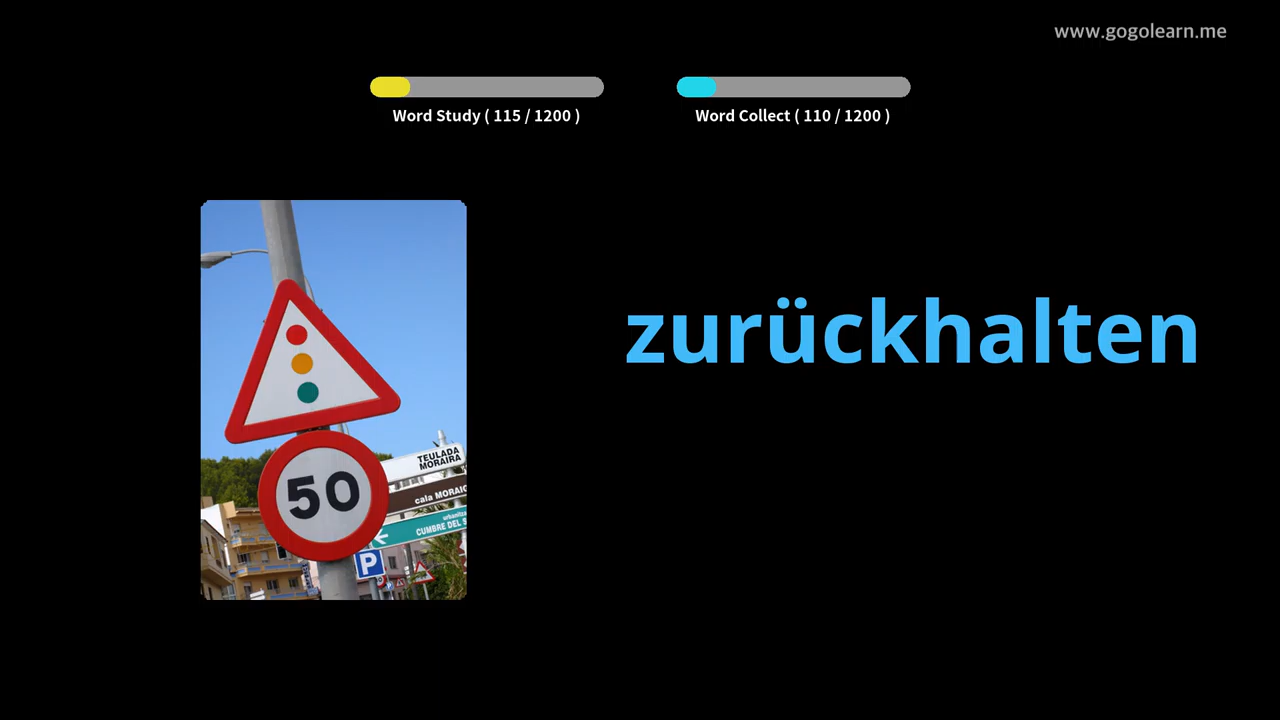 www.gogolearn.me
Word Study ( 115 / 1200 )
Word Collect ( 110 / 1200 )
zurückhalten
50
TEULADA
MORAIRA
cala MORAIG
urbanitza
CUMBRE DEL S
P